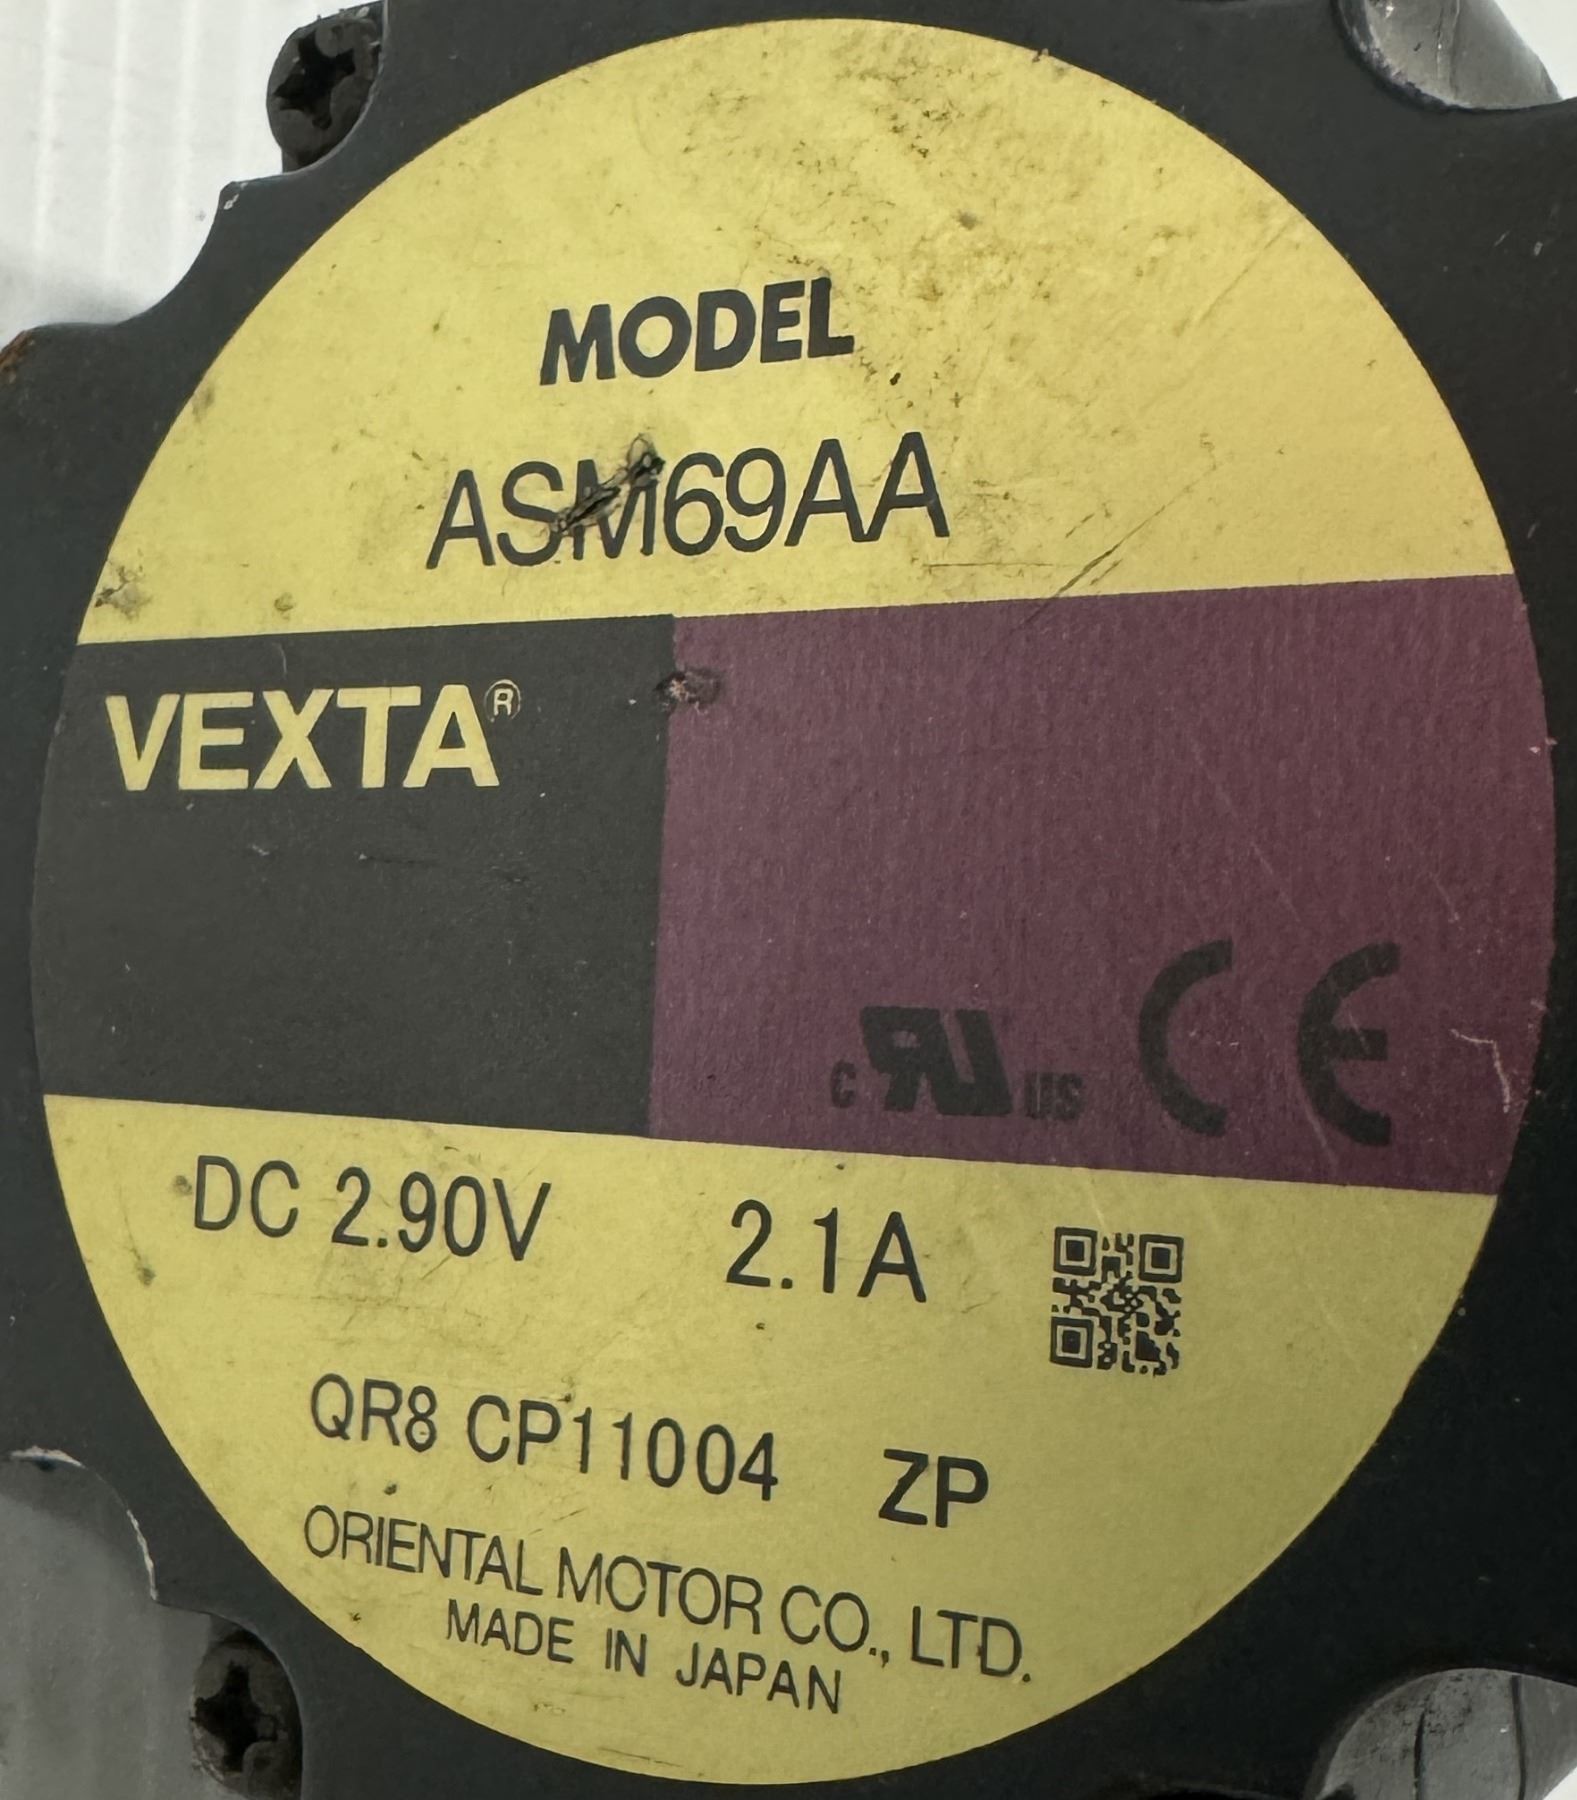 MODEL
ASM69AA
VEXTA®
c RU US CE
DC 2.90V 2.1A
QR8 CP11004 ZP
ORIENTAL MOTOR CO., LTD.
MADE IN JAPAN